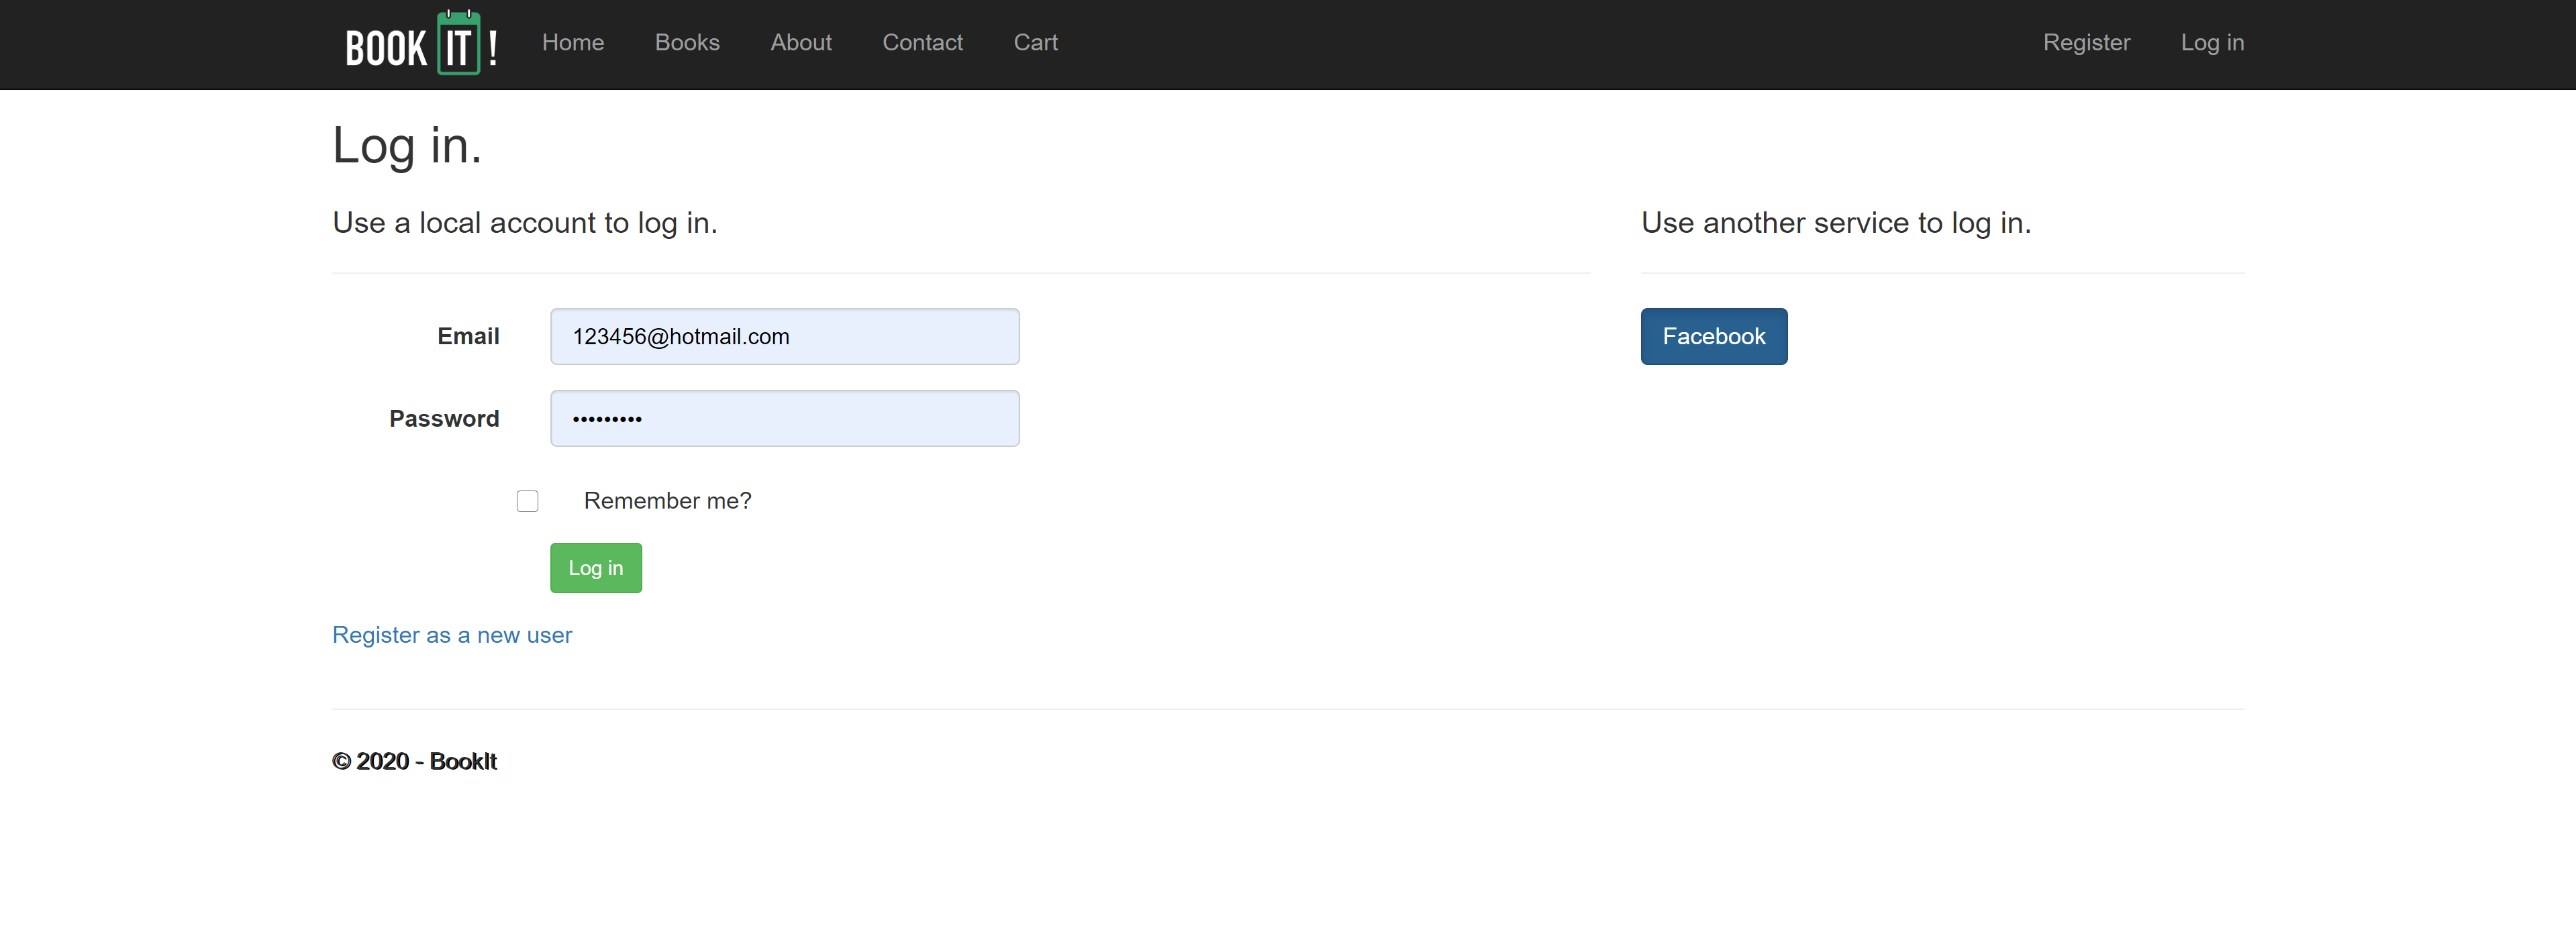 BOOK IT ! Home Books About Contact Cart Register Log in
Log in.
Use a local account to log in.
Use another service to log in.
Email 123456@hotmail.com
Facebook
Password •••••••••
Remember me?
Log in
Register as a new user
© 2020 - BookIt